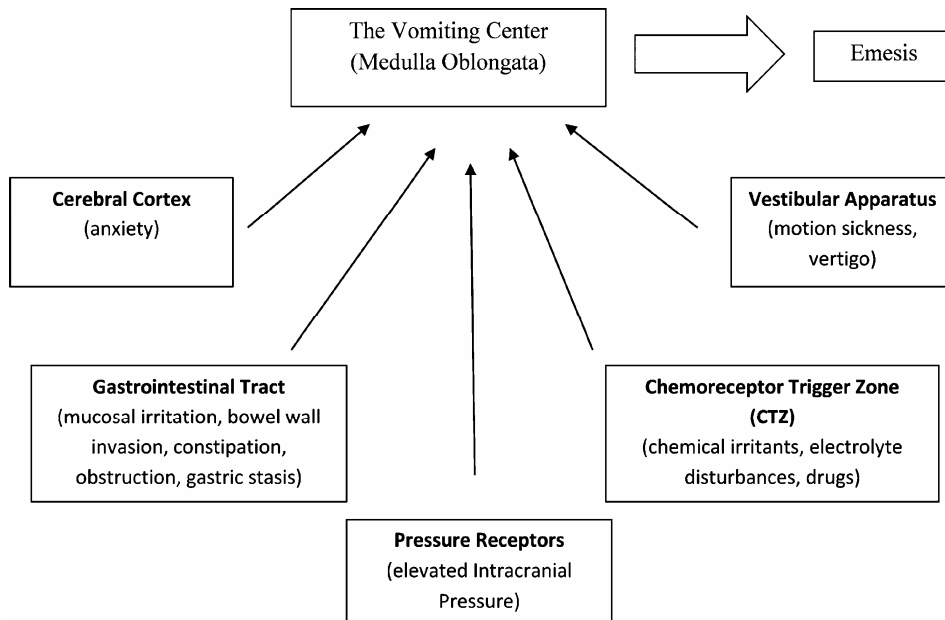 The Vomiting Center
(Medulla Oblongata)
Emesis
Cerebral Cortex
(anxiety)
Vestibular Apparatus
(motion sickness,
vertigo)
Gastrointestinal Tract
(mucosal irritation, bowel wall
invasion, constipation,
obstruction, gastric stasis)
Chemoreceptor Trigger Zone
(CTZ)
(chemical irritants, electrolyte
disturbances, drugs)
Pressure Receptors
(elevated Intracranial
Pressure)